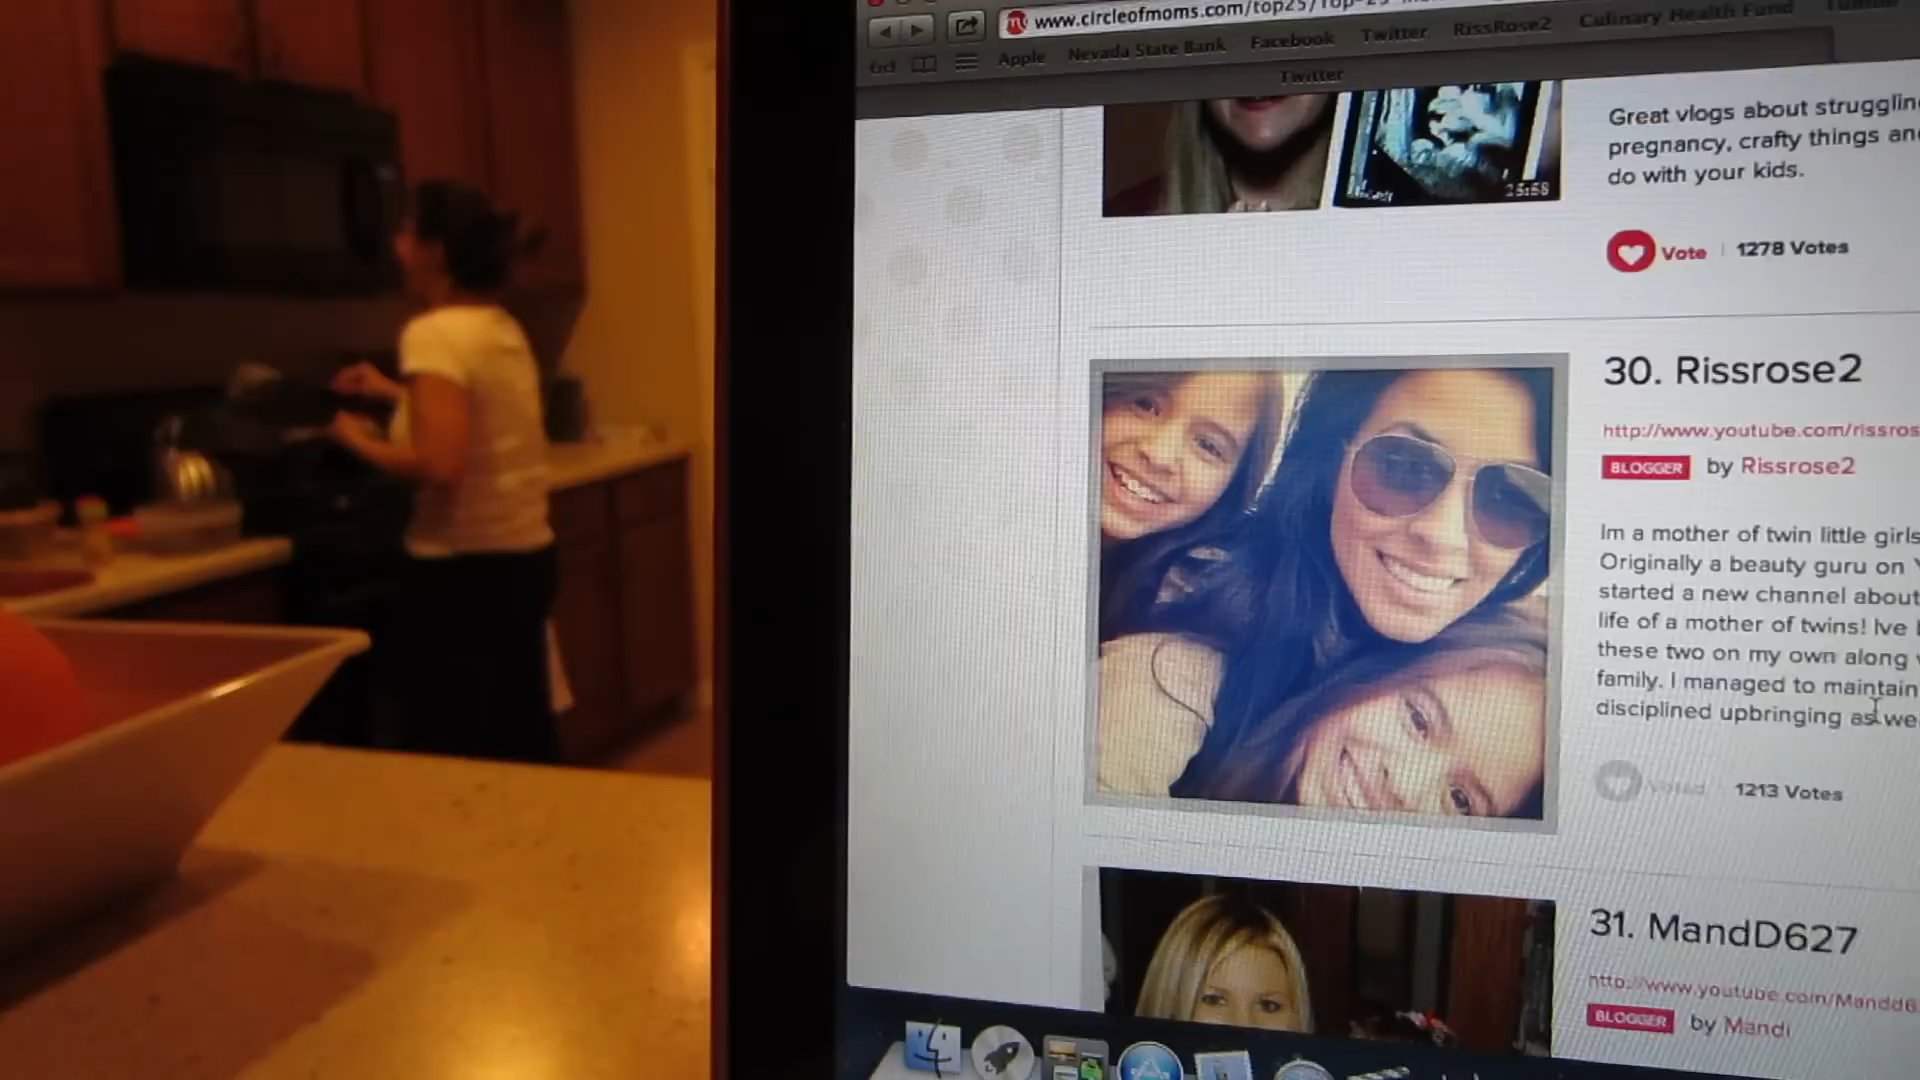 www.circleofmoms.com/top25/
Apple Nevada State Bank Facebook Twitter RissRose2 Culinary Health Fund
Twitter
Great vlogs about
pregnancy, crafty things
do with your kids.
25:58
Vote 1278 Votes
30. Rissrose2
http://www.youtube.com/rissros
BLOGGER by Rissrose2
Im a mother of twin little girls
Originally a beauty guru on
started a new channel about
life of a mother of twins! Ive
these two on my own along
family. I managed to maintain
disciplined upbringing as
Voted 1213 Votes
31. MandD627
http://www.youtube.com/Mandd6
BLOGGER by Mandi